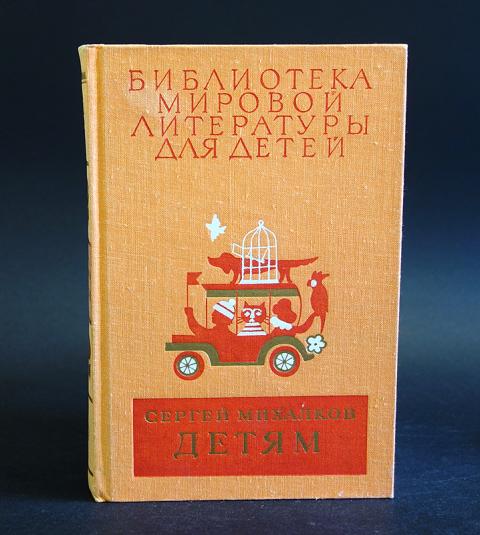 БИБЛИОТЕКА
МИРОВОЙ
ЛИТЕРАТУРЫ
ДЛЯ ДЕТЕЙ
СЕРГЕЙ МИХАЛКОВ
ДЕТЯМ